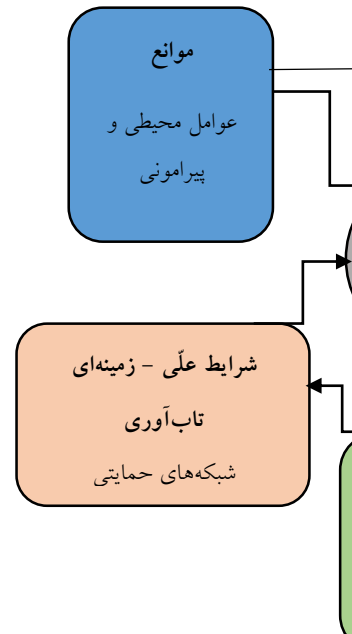 موانع
عوامل محیطی و
پیرامونی
شرایط علّی – زمینه‌ای
تاب‌آوری
شبکه‌های حمایتی